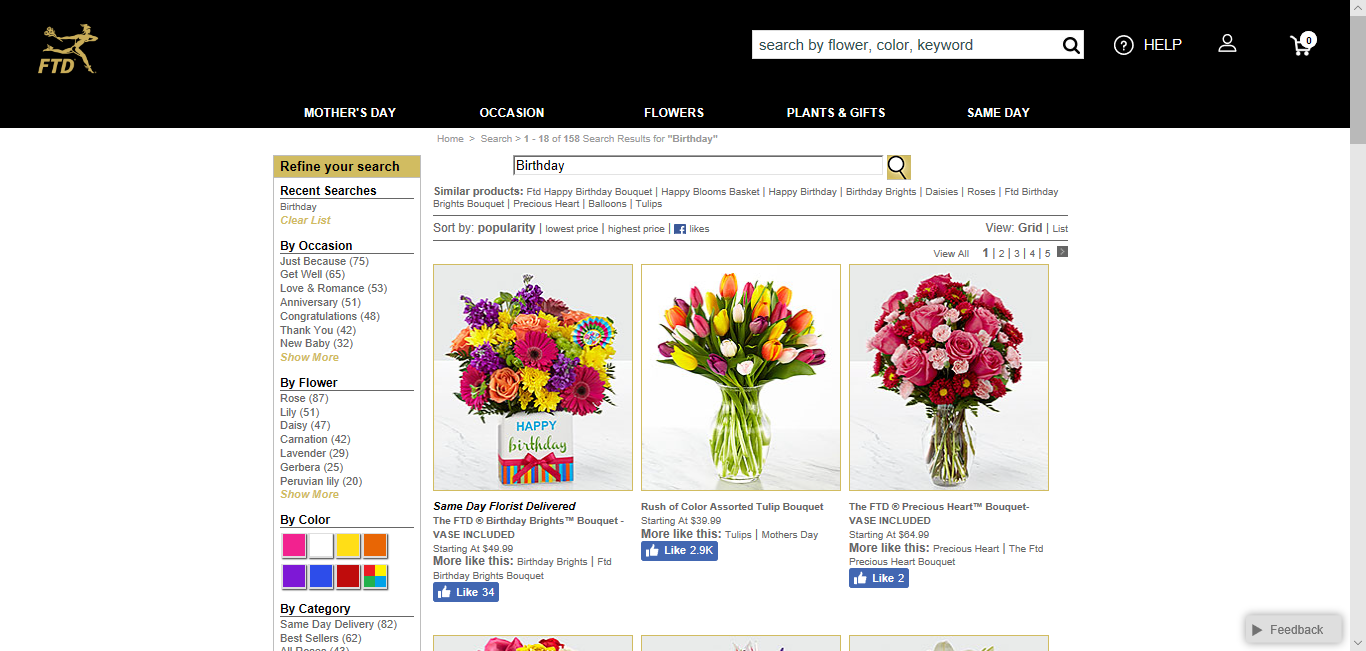 FTD
search by flower, color, keyword
HELP
0
MOTHER'S DAY
OCCASION
FLOWERS
PLANTS & GIFTS
SAME DAY
Home > Search > 1 - 18 of 158 Search Results for "Birthday"
Refine your search
Recent Searches
Birthday
Clear List
By Occasion
Just Because (75)
Get Well (65)
Love & Romance (53)
Anniversary (51)
Congratulations (48)
Thank You (42)
New Baby (32)
Show More
By Flower
Rose (87)
Lily (51)
Daisy (47)
Carnation (42)
Lavender (29)
Gerbera (25)
Peruvian lily (20)
Show More
By Color
By Category
Same Day Delivery (82)
Best Sellers (62)
All Roses (43)
Birthday
Similar products: Ftd Happy Birthday Bouquet | Happy Blooms Basket | Happy Birthday | Birthday Brights | Daisies | Roses | Ftd Birthday
Brights Bouquet | Precious Heart | Balloons | Tulips
Sort by: popularity | lowest price | highest price | f likes
View: Grid | List
View All 1 | 2 | 3 | 4 | 5 >
HAPPY
birthday
Same Day Florist Delivered
The FTD ® Birthday Brights™ Bouquet -
VASE INCLUDED
Starting At $49.99
More like this: Birthday Brights | Ftd
Birthday Brights Bouquet
Like 34
Rush of Color Assorted Tulip Bouquet
Starting At $39.99
More like this: Tulips | Mothers Day
Like 2.9K
The FTD ® Precious Heart™ Bouquet-
VASE INCLUDED
Starting At $64.99
More like this: Precious Heart | The Ftd
Precious Heart Bouquet
Like 2
Feedback